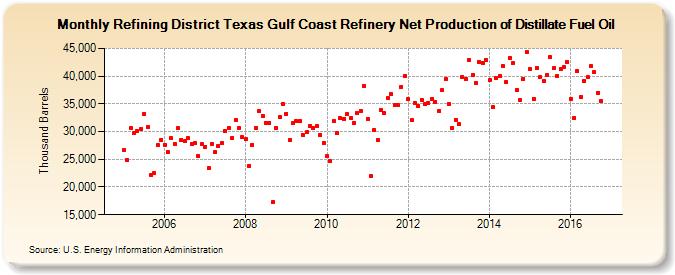 Monthly Refining District Texas Gulf Coast Refinery Net Production of Distillate Fuel Oil
Thousand Barrels
45,000
40,000
35,000
30,000
25,000
20,000
15,000
2006 2008 2010 2012 2014 2016
Source: U.S. Energy Information Administration